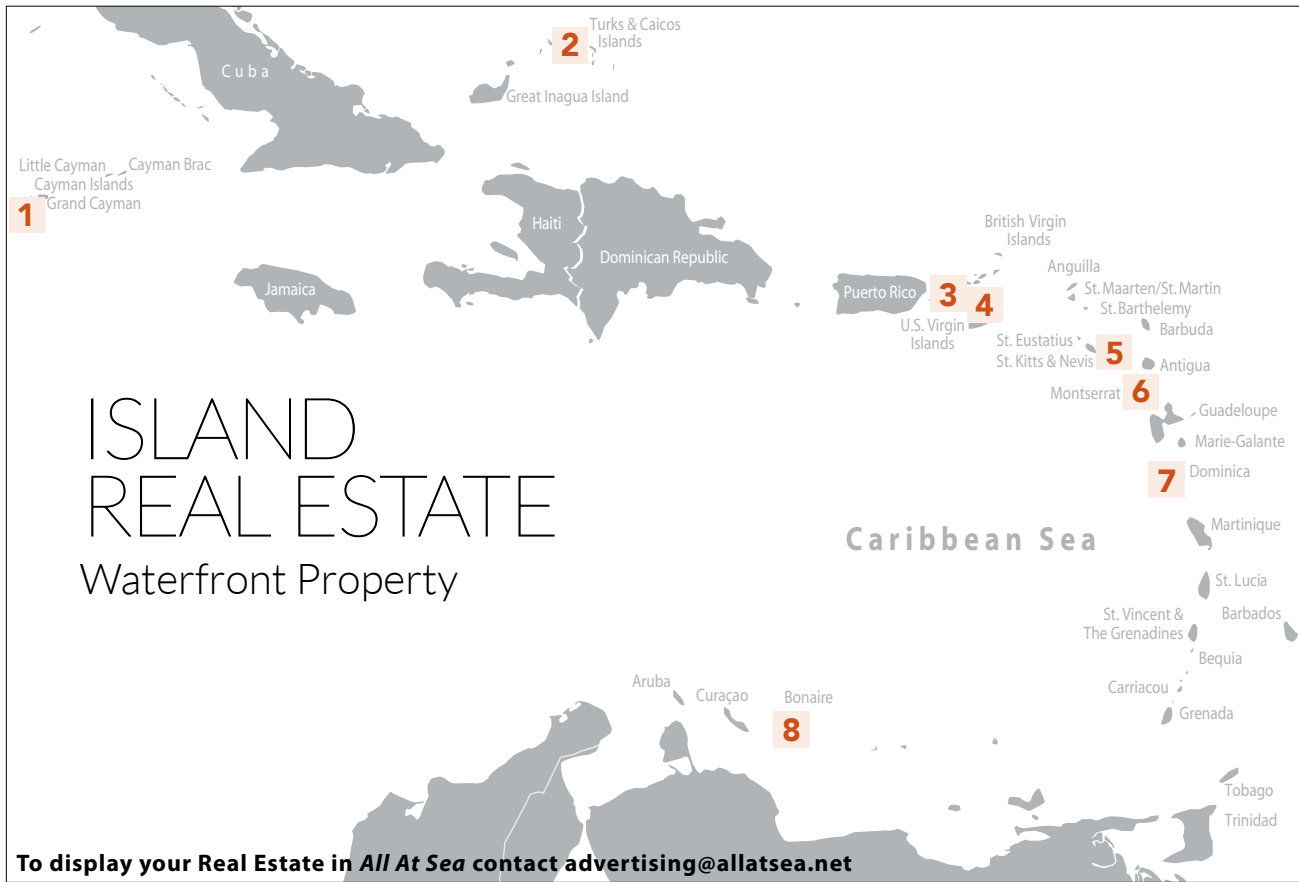 Turks & Caicos
Islands
2
Cuba
Great Inagua Island
Little Cayman
Cayman Brac
Cayman Islands
Grand Cayman
1
Haiti
Dominican Republic
Jamaica
Puerto Rico
British Virgin
Islands
3
4
U.S. Virgin
Islands
Anguilla
St. Maarten/St. Martin
St. Barthelemy
Barbuda
St. Eustatius
St. Kitts & Nevis
5
Antigua
Montserrat
6
Guadeloupe
Marie-Galante
7
Dominica
ISLAND
REAL ESTATE
Waterfront Property
Caribbean Sea
Martinique
St. Lucia
St. Vincent &
The Grenadines
Barbados
Bequia
Carriacou
Grenada
Aruba
Curaçao
Bonaire
8
Tobago
Trinidad
To display your Real Estate in All At Sea contact advertising@allatsea.net